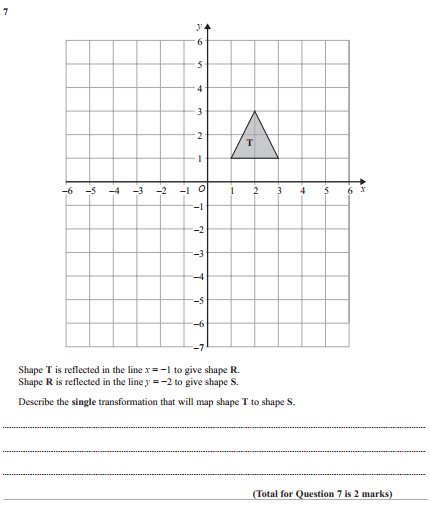 7
y
6
5
4
3
2
T
1
-6 -5 -4 -3 -2 -1 O 1 2 3 4 5 6 x
-1
-2
-3
-4
-5
-6
-7
Shape T is reflected in the line x = −1 to give shape R.
Shape R is reflected in the line y = −2 to give shape S.
Describe the single transformation that will map shape T to shape S.
(Total for Question 7 is 2 marks)